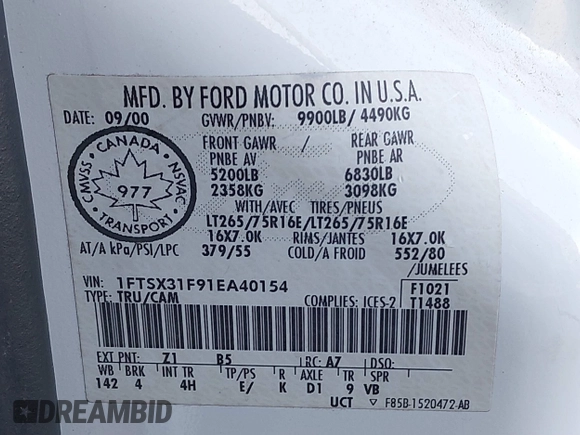 MFD. BY FORD MOTOR CO. IN U.S.A.
DATE: 09/00 GVWR/PNBV: 9900LB/ 4490KG
FRONT GAWR / REAR GAWR
PNBE AV PNBE AR
5200LB 6830LB
2358KG 3098KG
CANADA
CMVSS NSVAC
977
TRANSPORT
WITH/AVEC TIRES/PNEUS
LT265/75R16E/LT265/75R16E
16X7.0K RIMS/JANTES 16X7.0K
AT/A kPa/PSI/LPC 379/55 COLD/A FROID 552/80
/JUMELEES
VIN: 1FTSX31F91EA40154 F1021
TYPE: TRU/CAM COMPLIES: ICES-2 T1488
EXT PNT: Z1 B5 RC: A7 DSO:
WB BRK INT TR TP/PS R AXLE TR SPR
142 4 4H E/ K D1 9 VB
UCT ▽ F85B-1520472-AB
DREAMBID